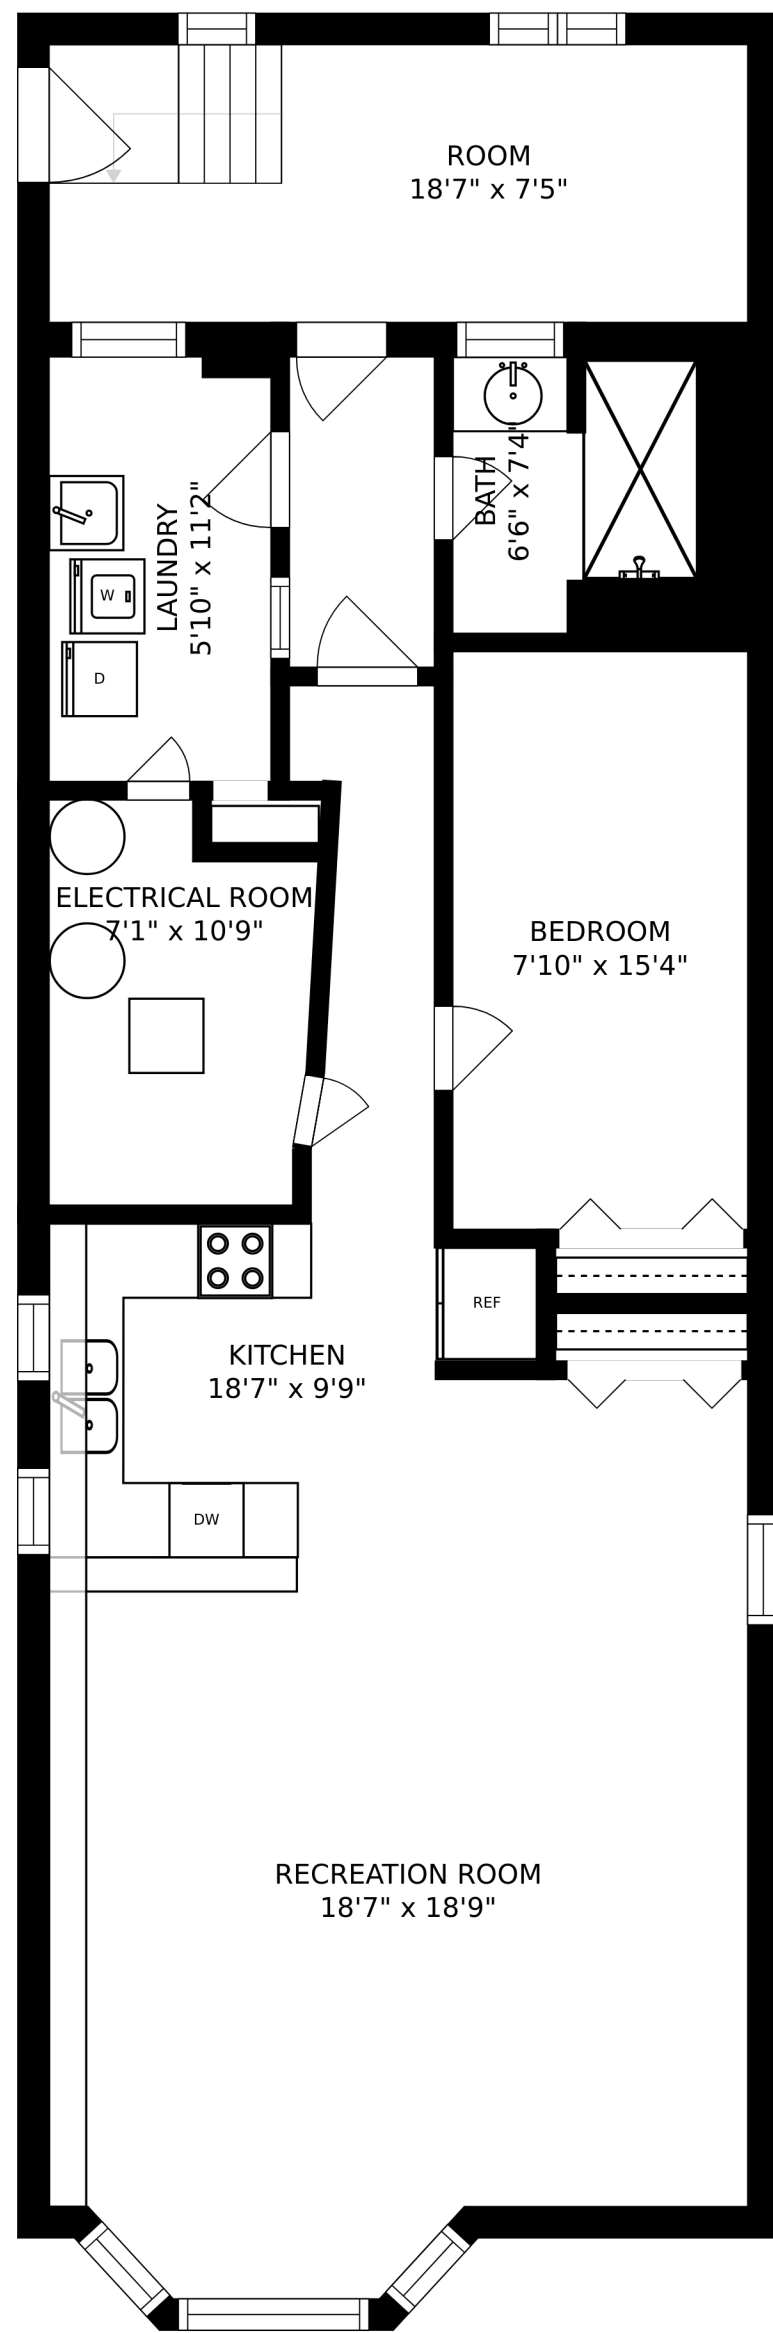 ROOM
18'7" x 7'5"
BATH
6'6" x 7'4"
LAUNDRY
5'10" x 11'2"
W
D
ELECTRICAL ROOM
7'1" x 10'9"
BEDROOM
7'10" x 15'4"
REF
KITCHEN
18'7" x 9'9"
DW
RECREATION ROOM
18'7" x 18'9"